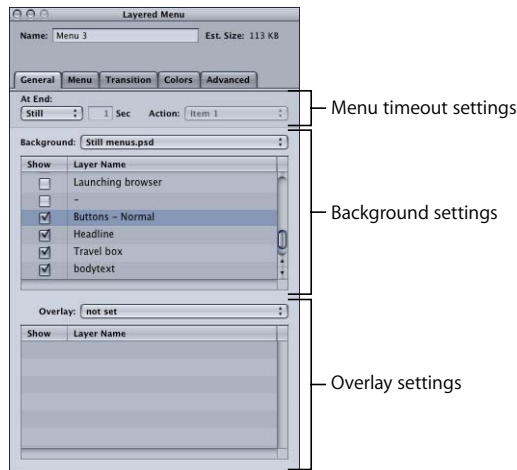 Layered Menu
Name: Menu 3 Est. Size: 113 KB
General Menu Transition Colors Advanced
At End:
Still 1 Sec Action: Item 1
Menu timeout settings
Background: Still menus.psd
Show Layer Name
Launching browser
-
Buttons – Normal
Headline
Travel box
bodytext
Background settings
Overlay: not set
Show Layer Name
Overlay settings